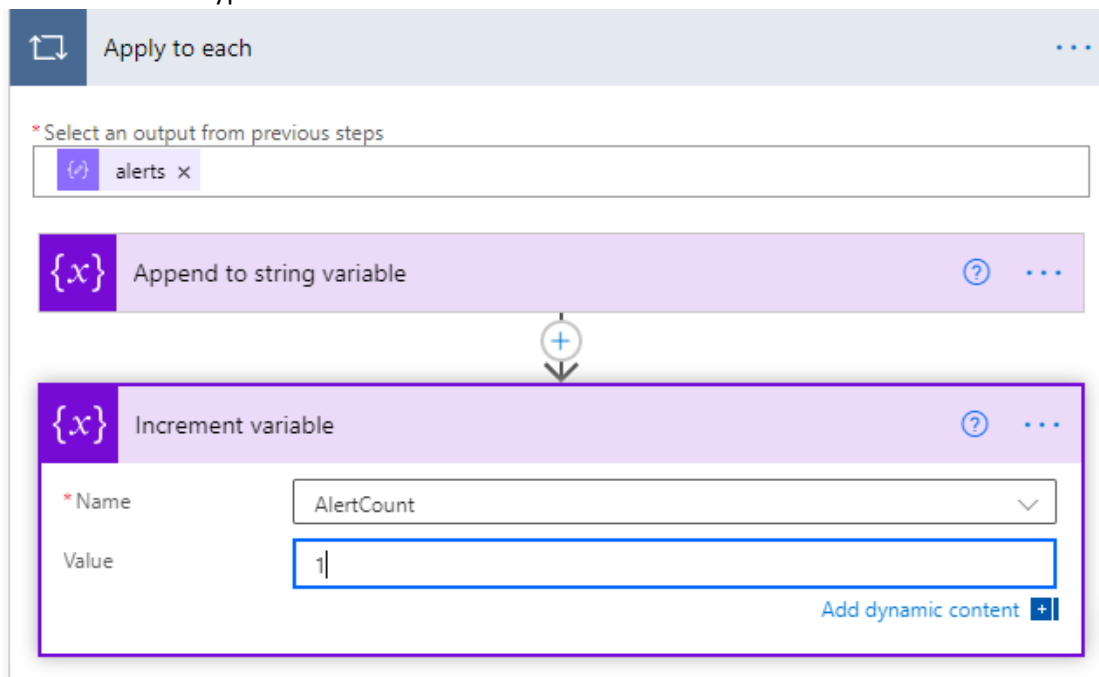 Apply to each
* Select an output from previous steps
alerts ×
{x} Append to string variable
{x} Increment variable
* Name AlertCount
Value 1
Add dynamic content